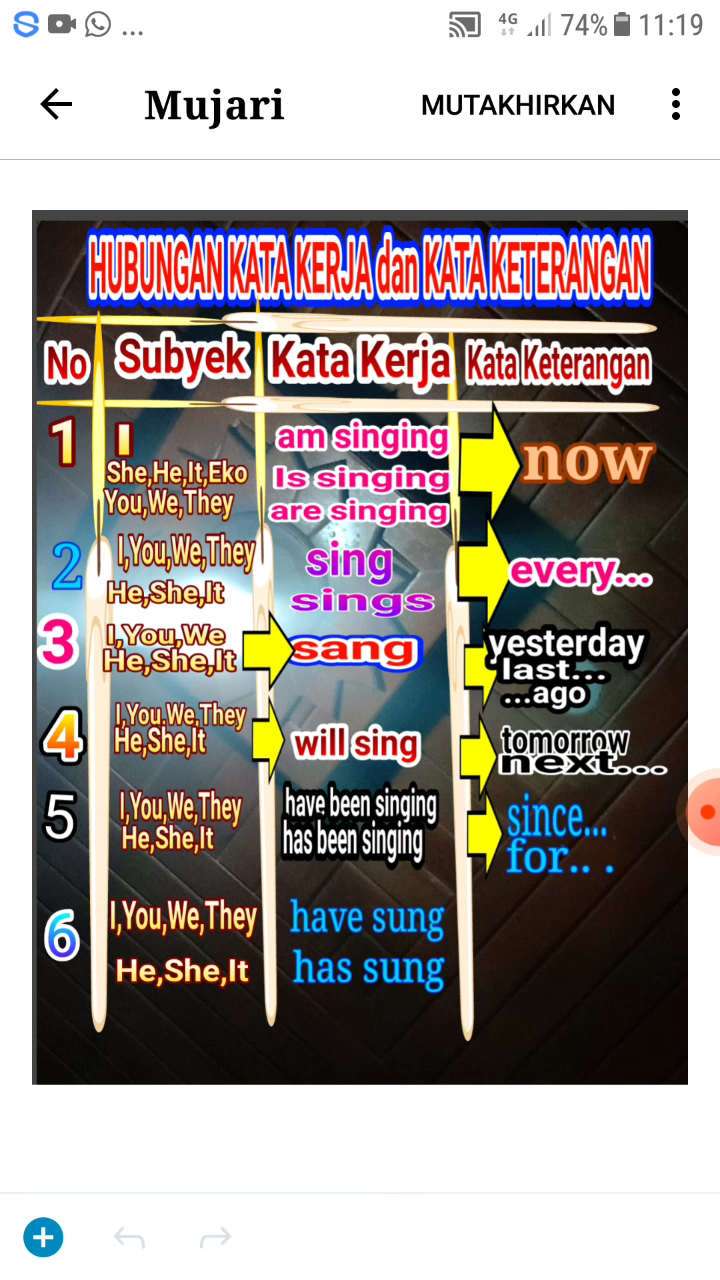 ... 4G 74% 11:19
Mujari MUTAKHIRKAN
HUBUNGAN KATA KERJA dan KATA KETERANGAN
No Subyek Kata Kerja Kata Keterangan
1 I am singing now
She,He,It,Eko Is singing
You,We,They are singing
2 I,You,We,They sing every...
He,She,It sings
3 I,You,We sang yesterday
He,She,It last...
...ago
4 I,You.We,They will sing tomorrow
He,She,It next....
5 I,You,We,They have been singing since...
He,She,It has been singing for.. .
6 I,You,We,They have sung
He,She,It has sung